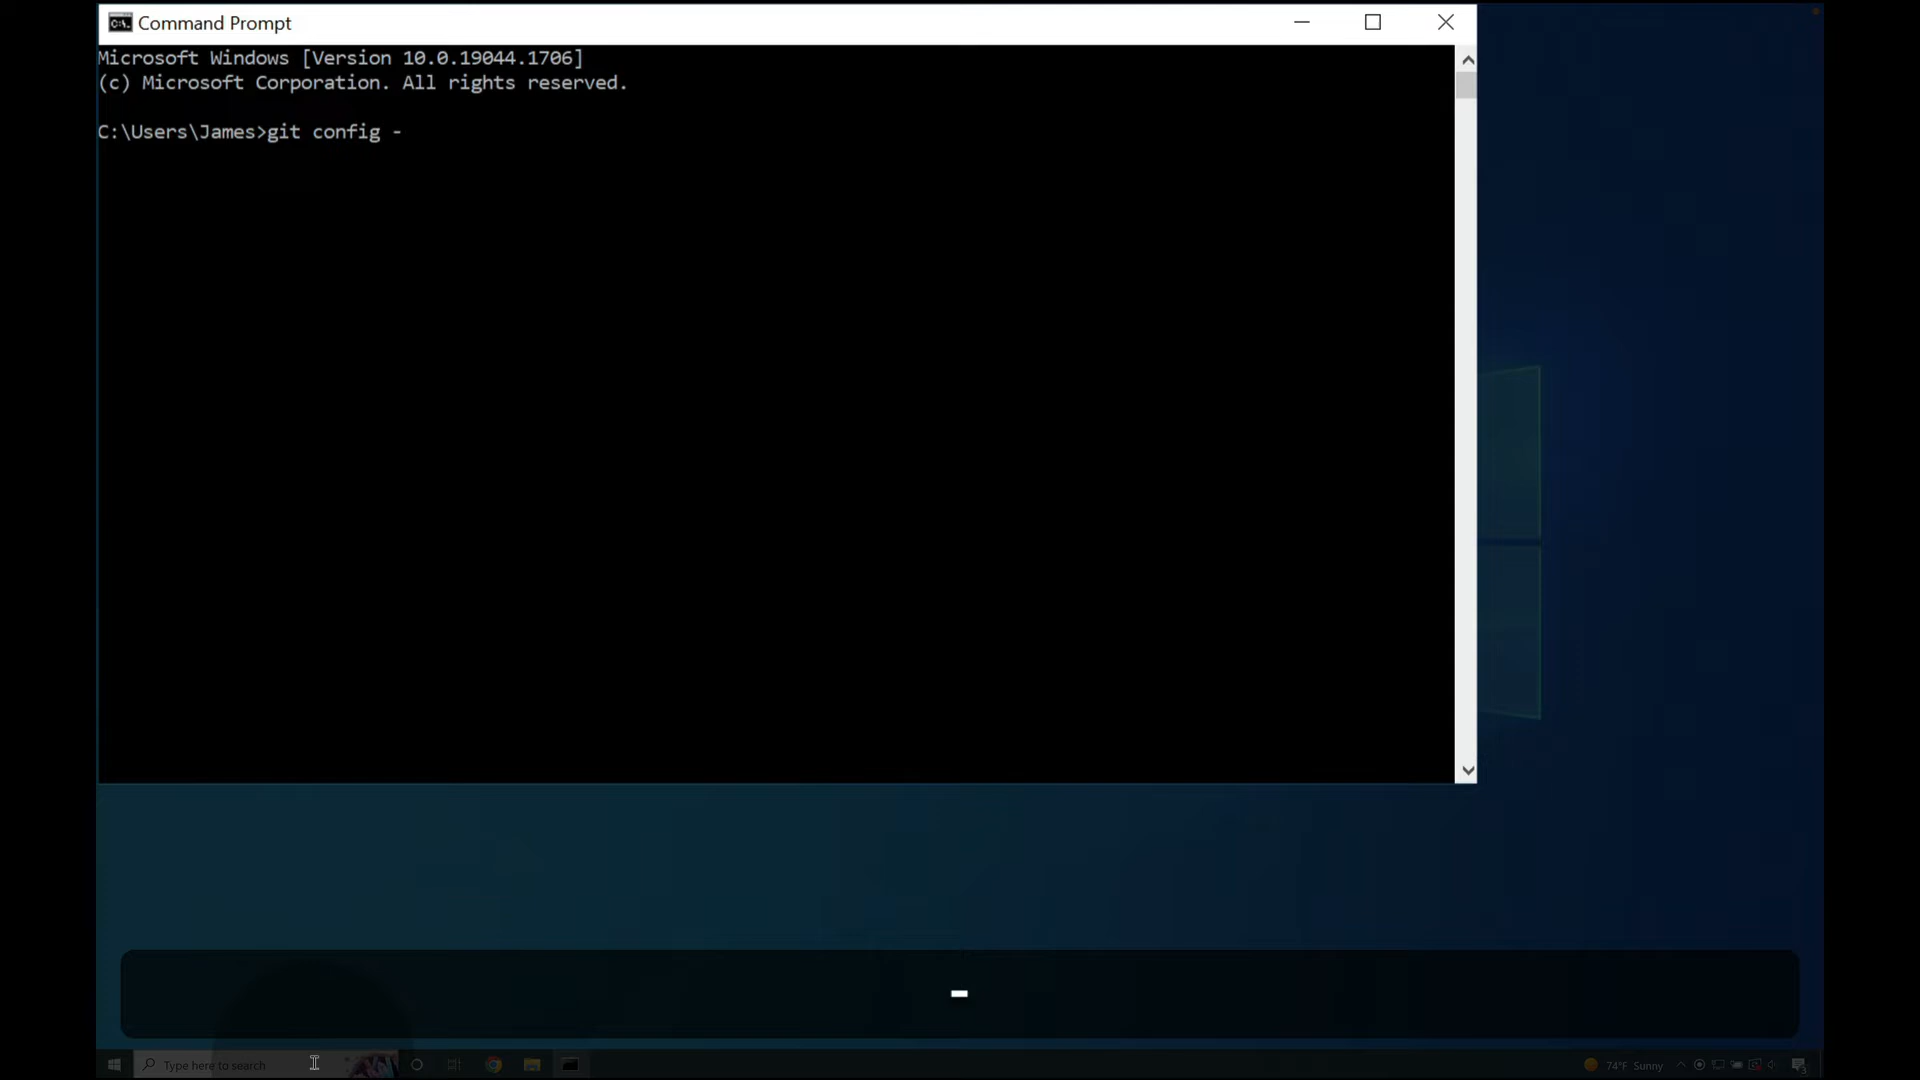 Command Prompt
Microsoft Windows [Version 10.0.19044.1706]
(c) Microsoft Corporation. All rights reserved.
C:\Users\James>git config -
-
Type here to search
74°F Sunny